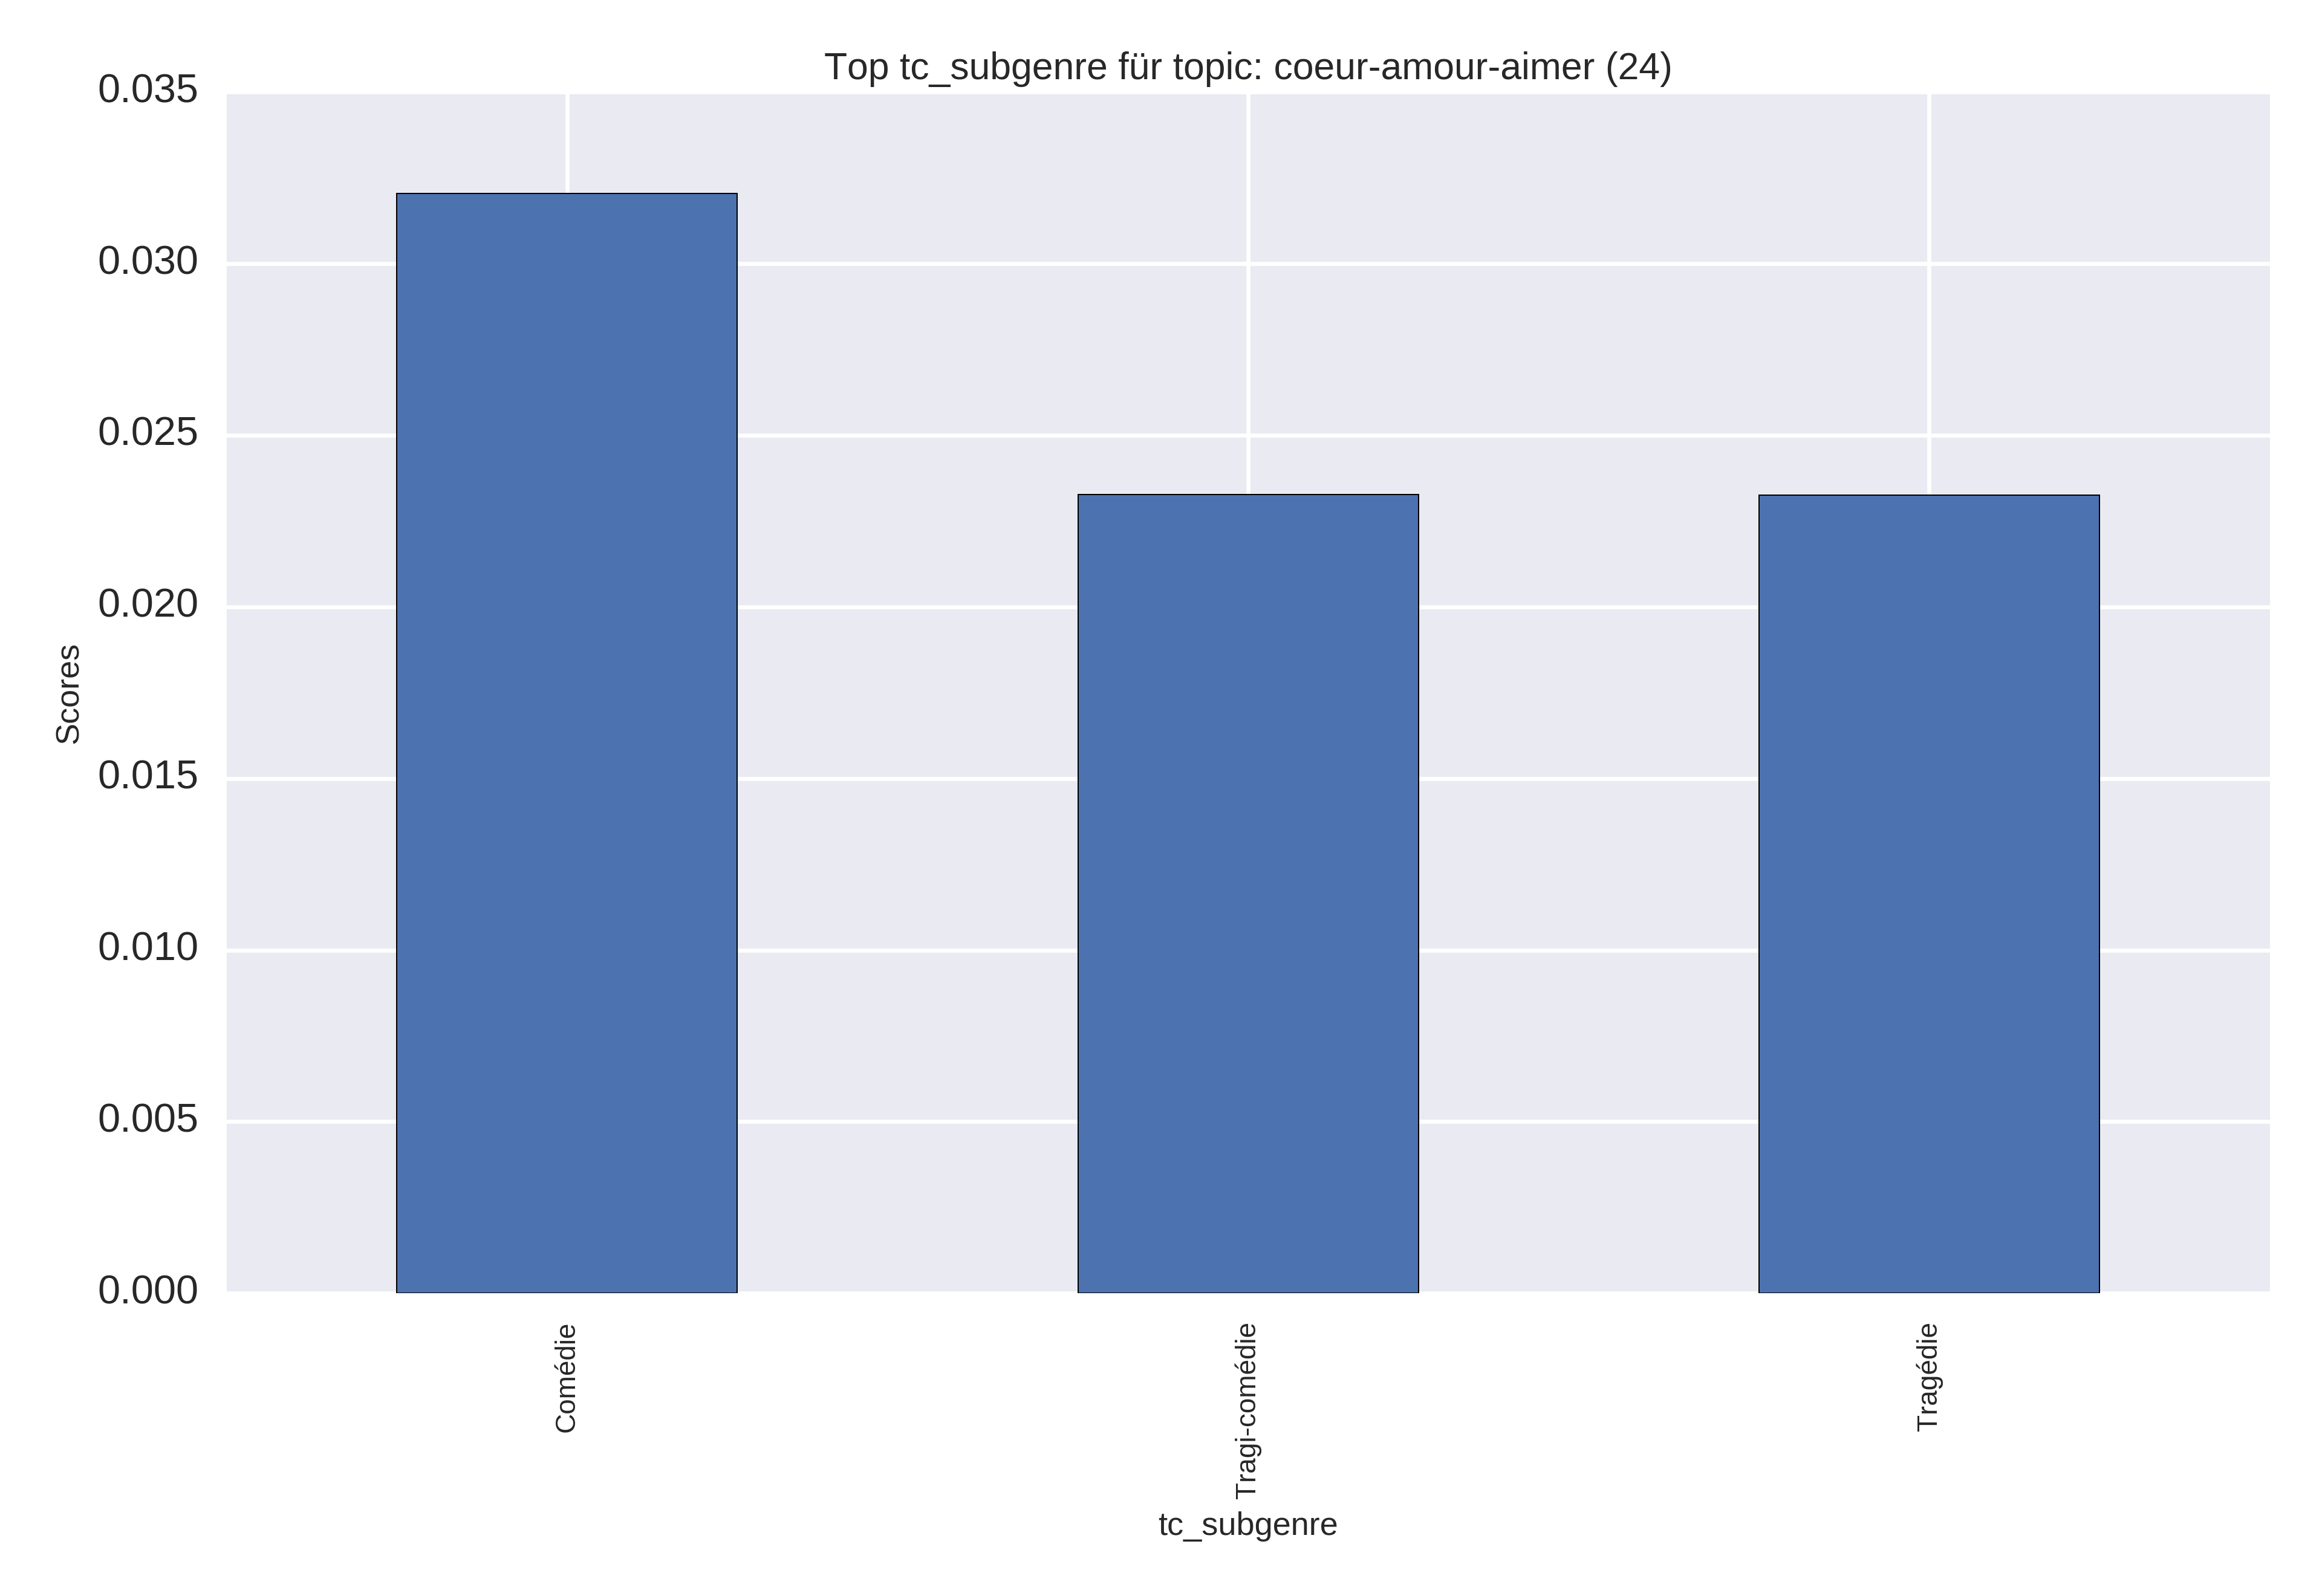 Top tc_subgenre für topic: coeur-amour-aimer (24)
0.035
0.030
0.025
0.020
0.015
0.010
0.005
0.000
Scores
Comédie
Tragi-comédie
Tragédie
tc_subgenre